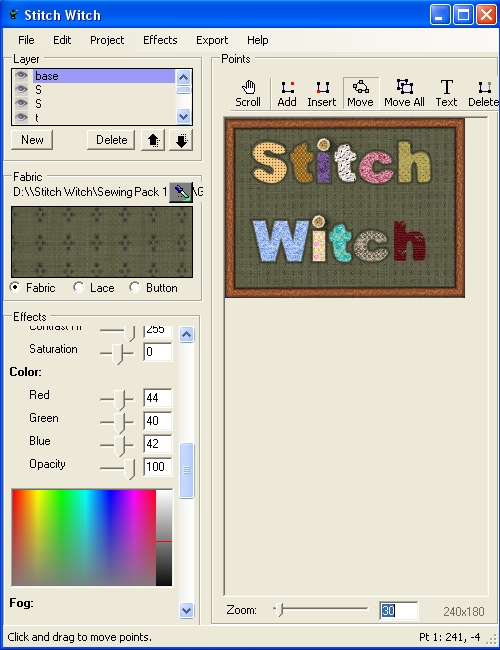 Stitch Witch
File Edit Project Effects Export Help
Layer
base
S
S
t
New Delete
Fabric
D:\\Stitch Witch\Sewing Pack 1 \G
Fabric Lace Button
Effects
255
Saturation 0
Color:
Red 44
Green 40
Blue 42
Opacity 100
Fog:
Points
Scroll Add Insert Move Move All Text Delete
Stitch
Witch
Zoom: 30 240x180
Click and drag to move points. Pt 1: 241, -4